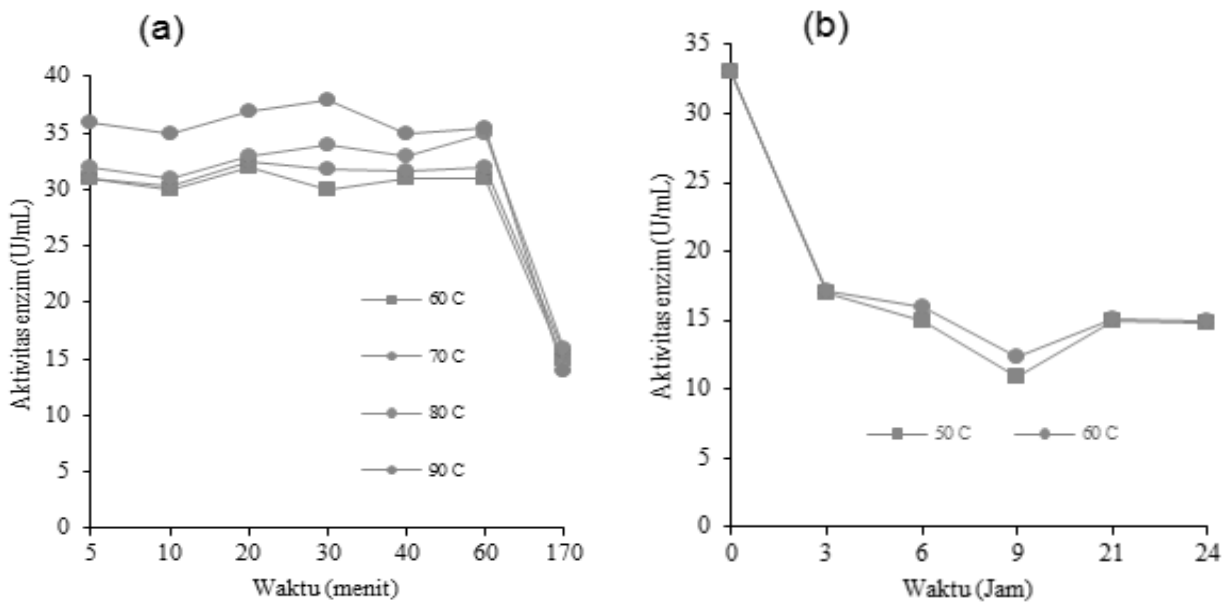 (a)
40
35
30
25
20
15
10
5
0
Aktivitas enzim (U/mL)
60 C
70 C
80 C
90 C
5 10 20 30 40 60 170
Waktu (menit)
(b)
35
30
25
20
15
10
5
0
Aktivitas enzim (U/mL)
50 C 60 C
0 3 6 9 21 24
Waktu (Jam)